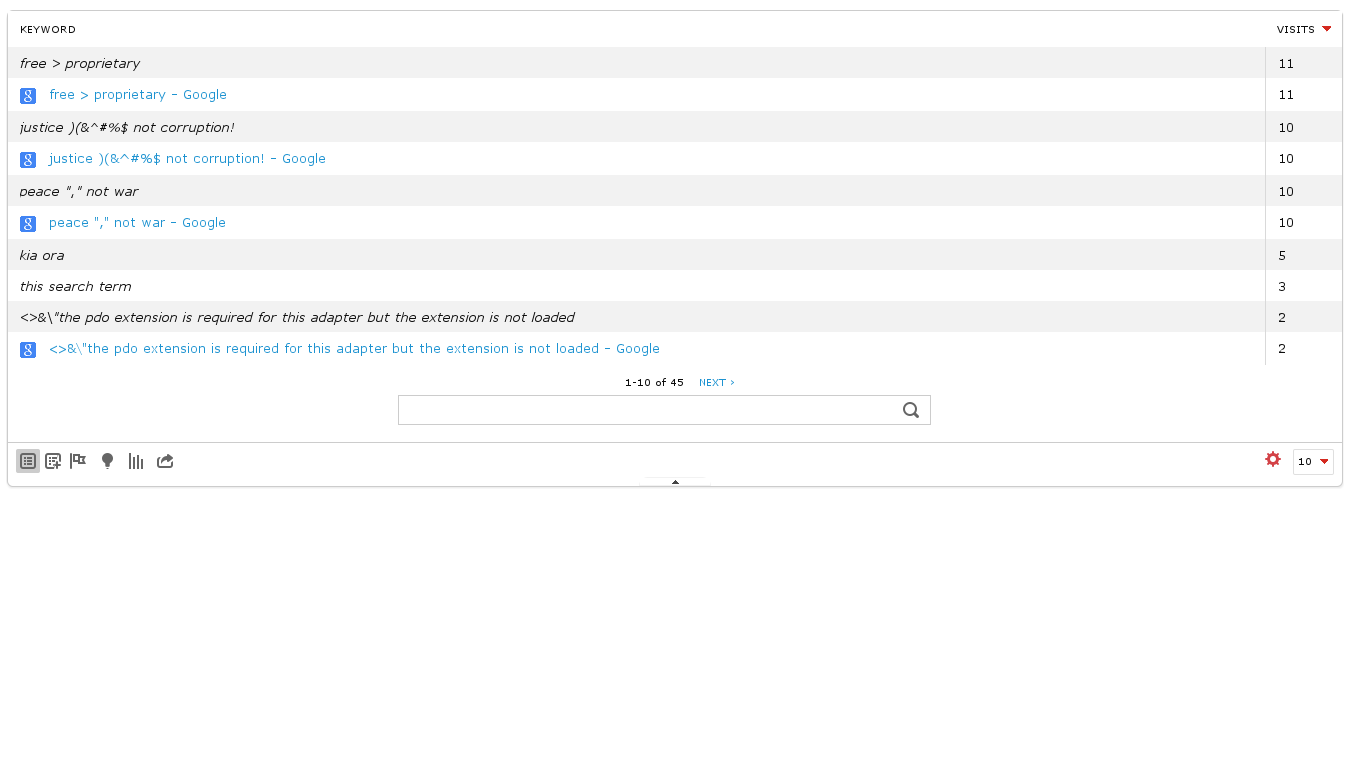 KEYWORD VISITS
free > proprietary 11
free > proprietary - Google 11
justice )(&^#%$ not corruption! 10
justice )(&^#%$ not corruption! - Google 10
peace "," not war 10
peace "," not war - Google 10
kia ora 5
this search term 3
<>&\"the pdo extension is required for this adapter but the extension is not loaded 2
<>&\"the pdo extension is required for this adapter but the extension is not loaded - Google 2
1-10 of 45 NEXT ›
10